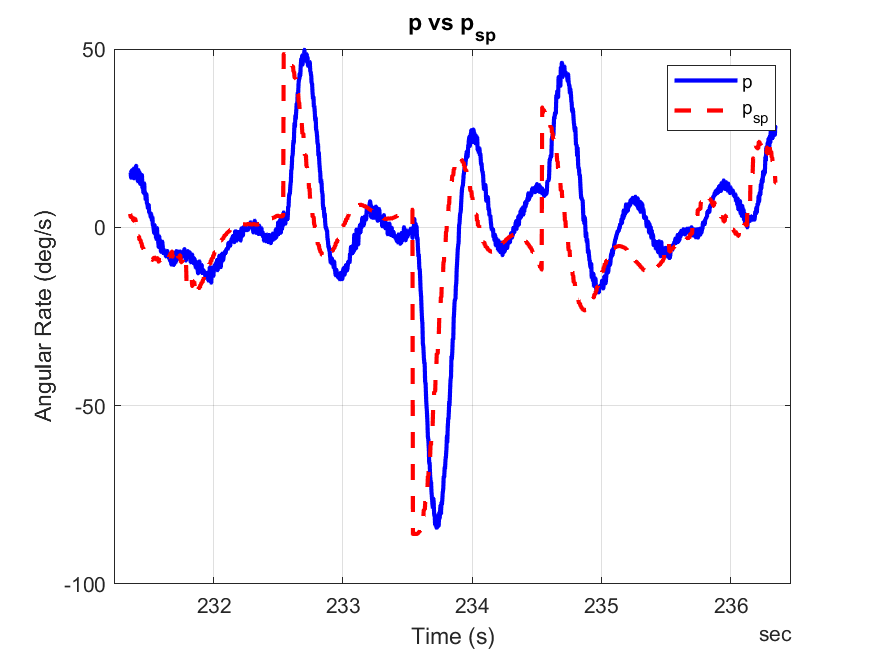 p vs p_sp
50
0
-50
-100
Angular Rate (deg/s)
p
p_sp
232
233
234
235
236
Time (s)
sec